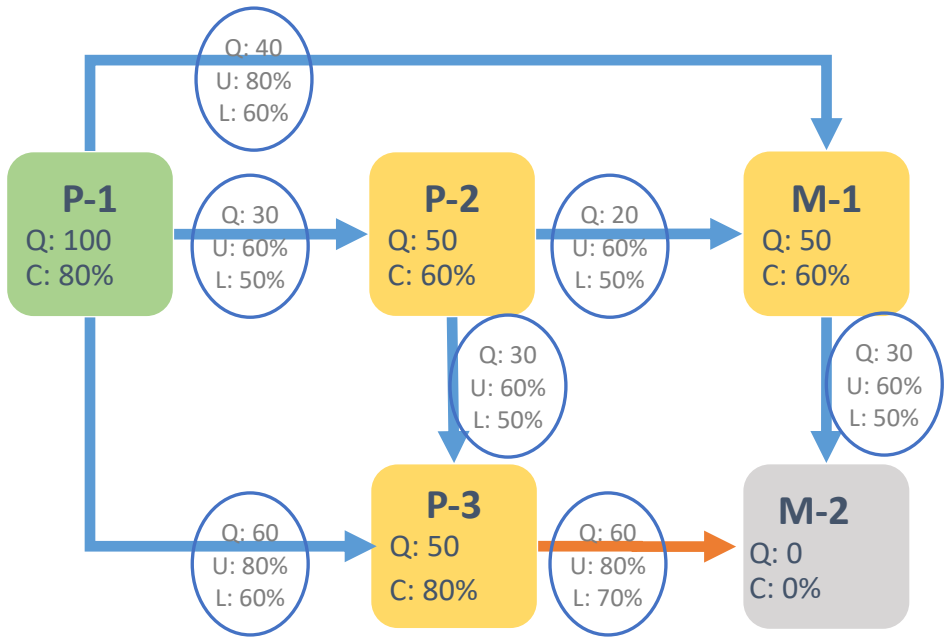 Q: 40
U: 80%
L: 60%
P-1
Q: 100
C: 80%
Q: 30
U: 60%
L: 50%
P-2
Q: 50
C: 60%
Q: 20
U: 60%
L: 50%
M-1
Q: 50
C: 60%
Q: 30
U: 60%
L: 50%
Q: 30
U: 60%
L: 50%
Q: 60
U: 80%
L: 60%
P-3
Q: 50
C: 80%
Q: 60
U: 80%
L: 70%
M-2
Q: 0
C: 0%